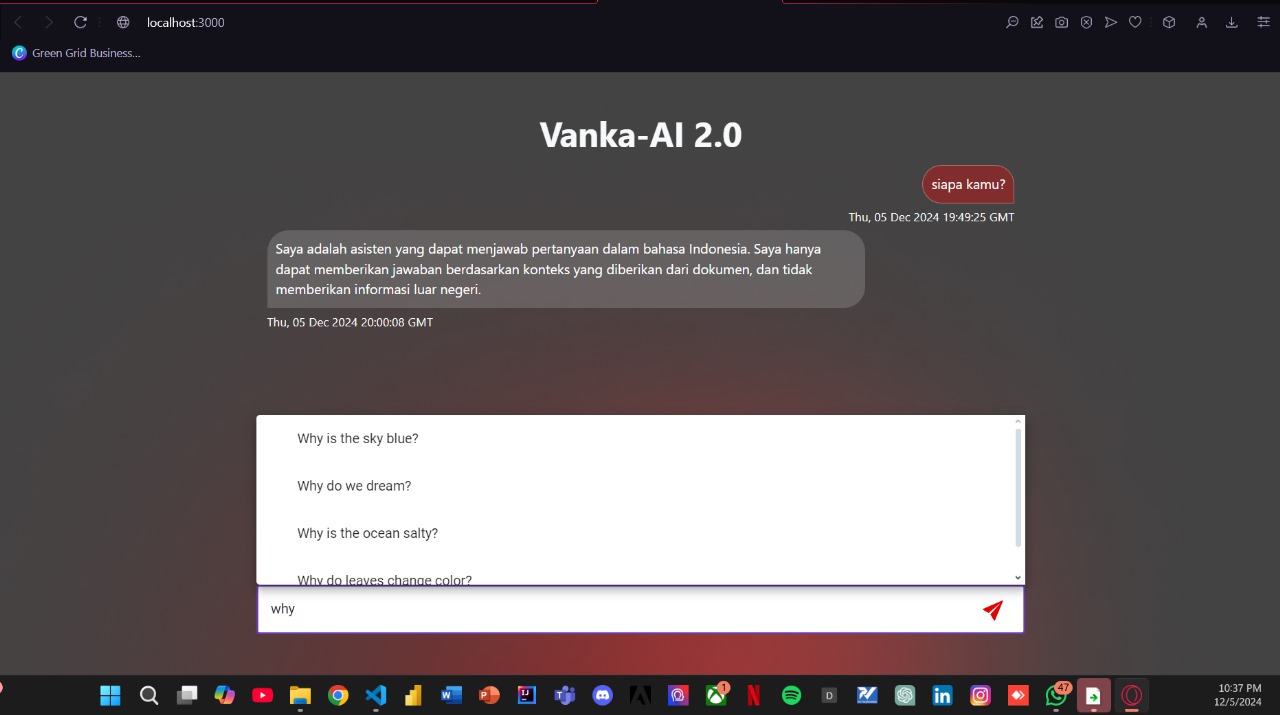 localhost:3000
Green Grid Business...
Vanka-AI 2.0
siapa kamu?
Thu, 05 Dec 2024 19:49:25 GMT
Saya adalah asisten yang dapat menjawab pertanyaan dalam bahasa Indonesia. Saya hanya
dapat memberikan jawaban berdasarkan konteks yang diberikan dari dokumen, dan tidak
memberikan informasi luar negeri.
Thu, 05 Dec 2024 20:00:08 GMT
Why is the sky blue?
Why do we dream?
Why is the ocean salty?
Why do leaves change color?
why
1
47
10:37 PM
12/5/2024